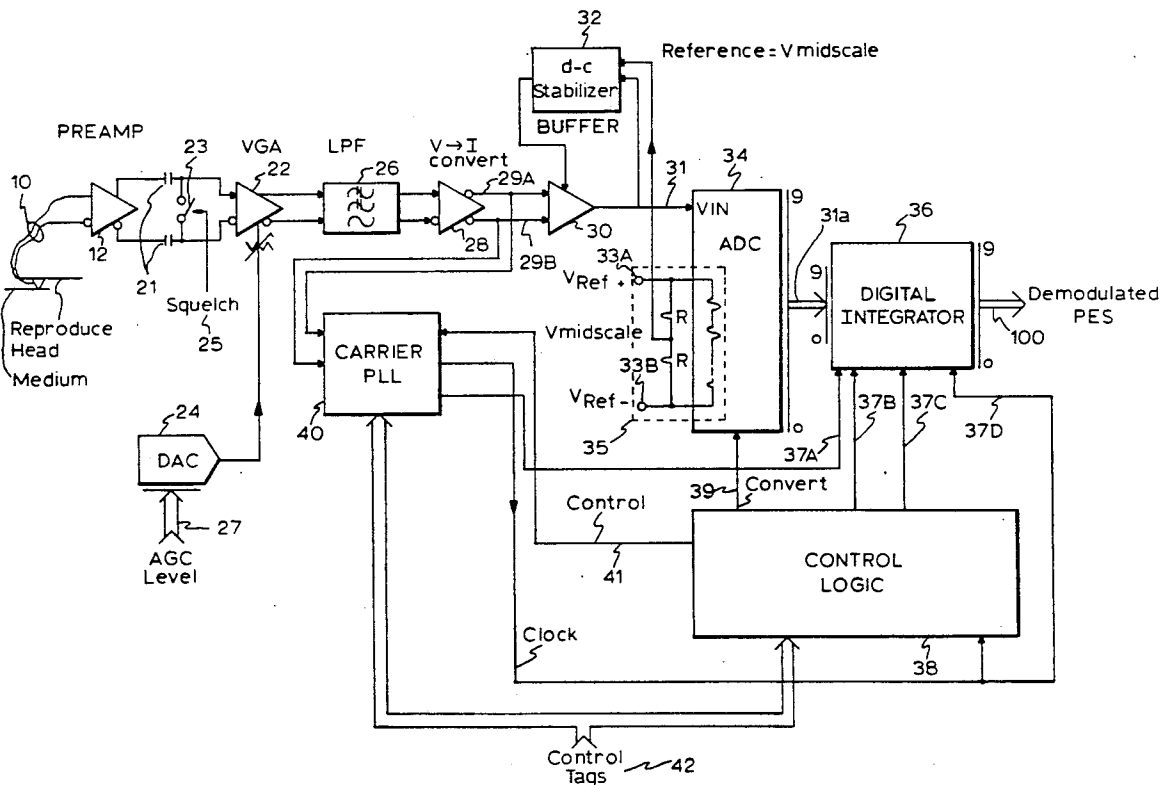 32
Reference = Vmidscale
d-c
Stabilizer
BUFFER
PREAMP
23
VGA
22
LPF
26
V→I
convert
29A
34
10
31
VIN
9
12
21
28
29B
30
ADC
31a
36
9
9
33A
VRef +
Squelch
25
Reproduce
Head
Medium
R
Vmidscale
R
DIGITAL
INTEGRATOR
Demodulated
PES
100
CARRIER
PLL
33B
VRef -
0
0
0
40
35
37A
37B
37C
37D
24
DAC
39
Convert
27
AGC
Level
Control
41
CONTROL
LOGIC
Clock
38
Control
Tags
42